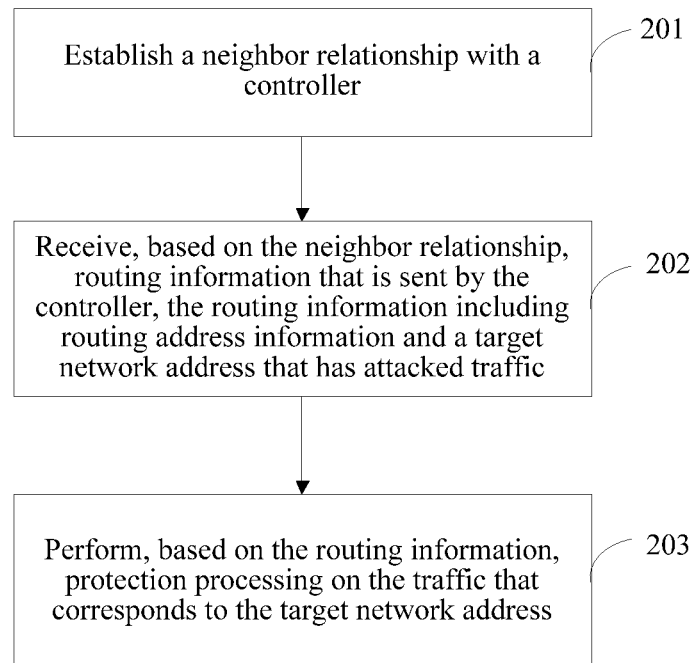 Establish a neighbor relationship with a
controller
201
Receive, based on the neighbor relationship,
routing information that is sent by the
controller, the routing information including
routing address information and a target
network address that has attacked traffic
202
Perform, based on the routing information,
protection processing on the traffic that
corresponds to the target network address
203